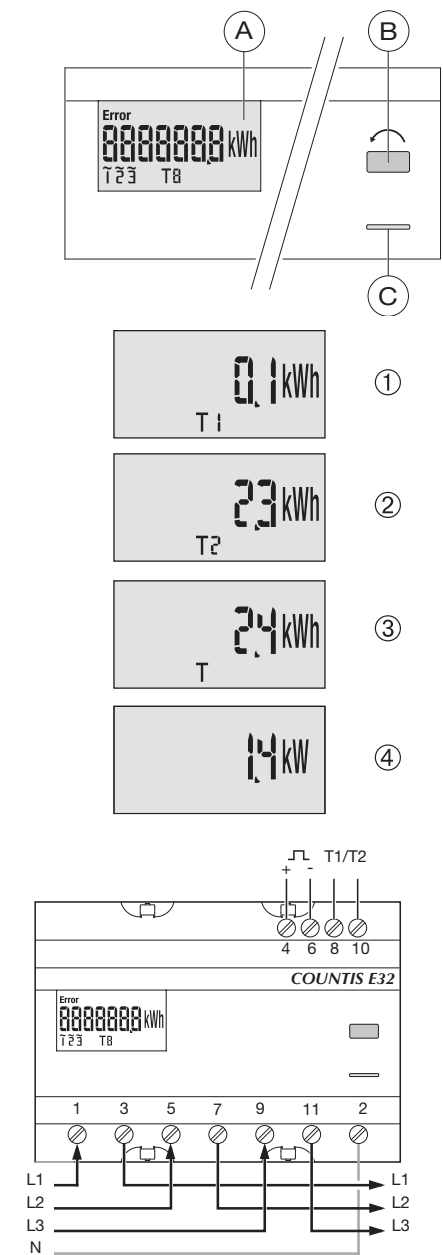 A B
Error
8888888.8 kWh
1 2 3 T8
C
0.1 kWh
T1
①
2.3 kWh
T2
②
2.4 kWh
T
③
1.4 kW
④
T1/T2
+ -
4 6 8 10
COUNTIS E32
Error
8888888.8 kWh
1 2 3 T8
1 3 5 7 9 11 2
L1 L1
L2 L2
L3 L3
N